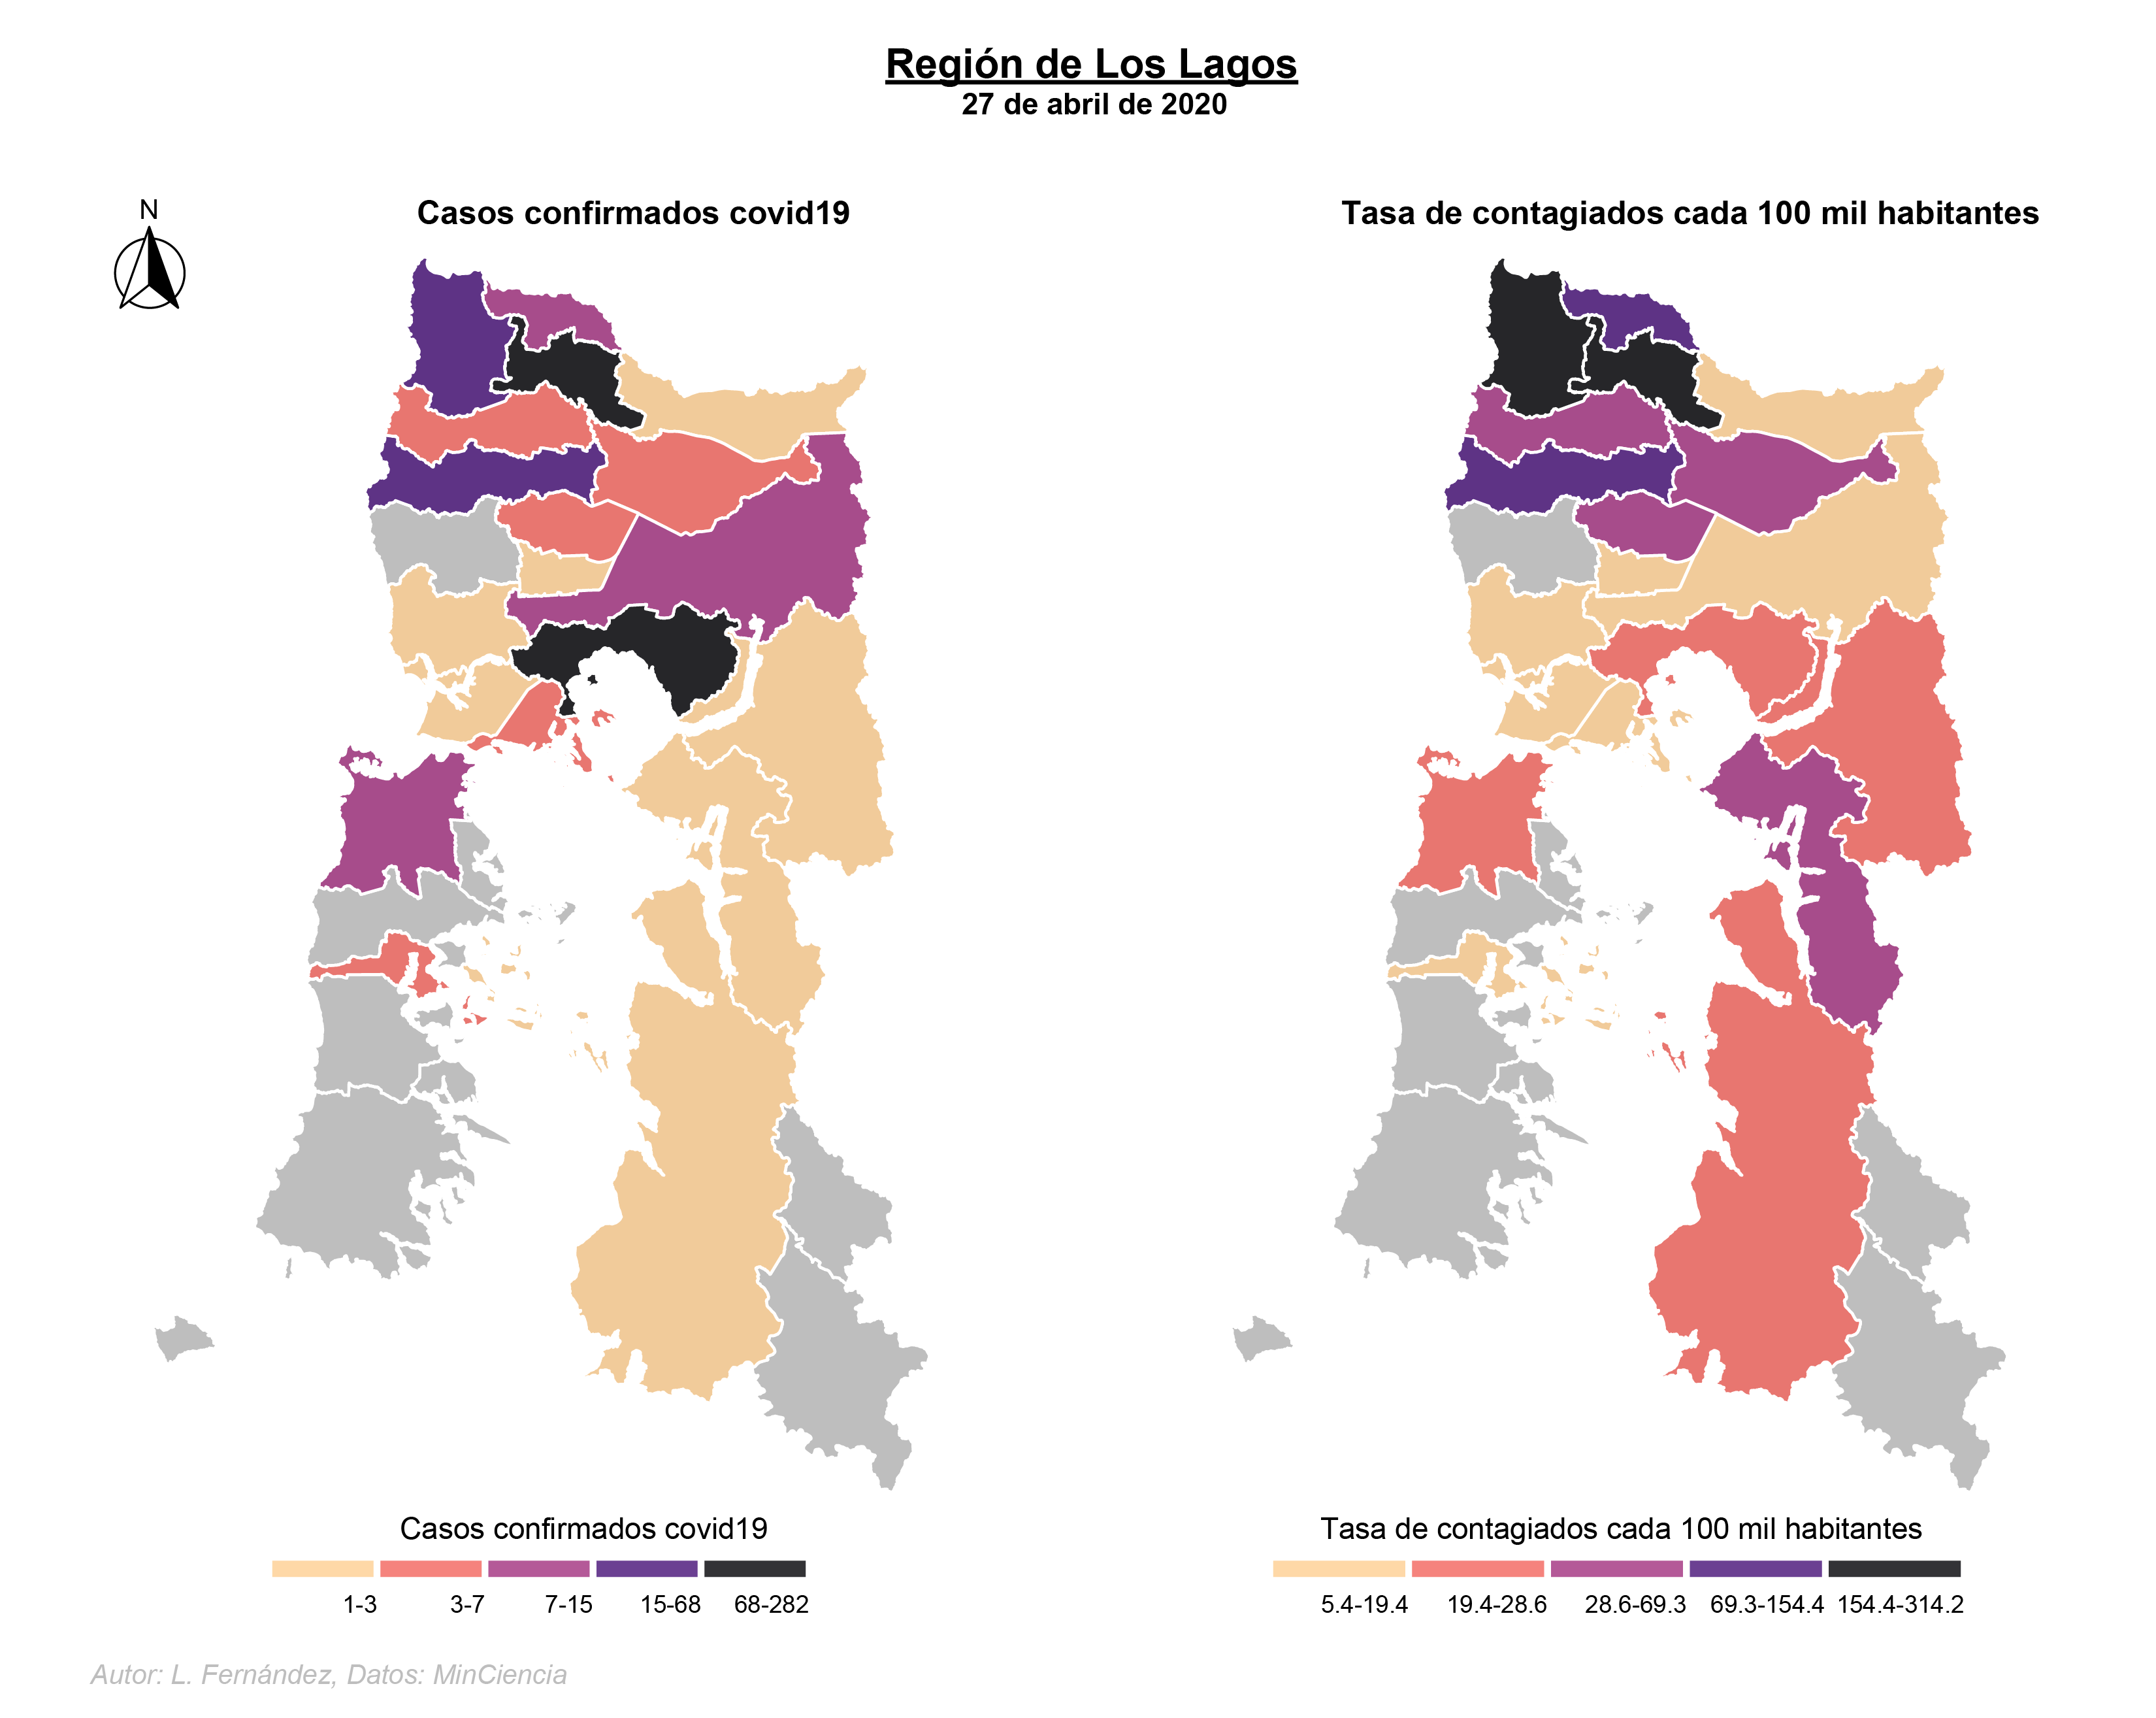 Región de Los Lagos
27 de abril de 2020
N
Casos confirmados covid19
Tasa de contagiados cada 100 mil habitantes
Casos confirmados covid19
1-3 3-7 7-15 15-68 68-282
Tasa de contagiados cada 100 mil habitantes
5.4-19.4 19.4-28.6 28.6-69.3 69.3-154.4 154.4-314.2
Autor: L. Fernández, Datos: MinCiencia